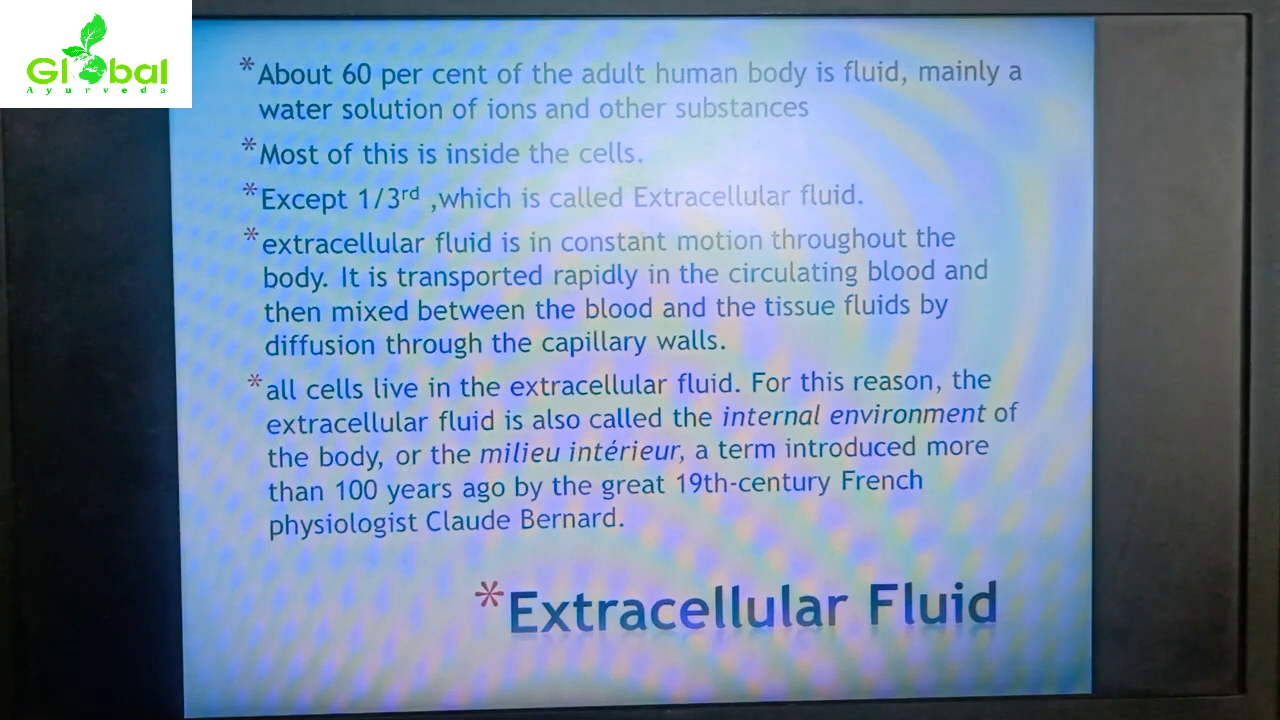 Global
Ayurveda
*About 60 per cent of the adult human body is fluid, mainly a
water solution of ions and other substances
*Most of this is inside the cells.
*Except 1/3rd ,which is called Extracellular fluid.
*extracellular fluid is in constant motion throughout the
body. It is transported rapidly in the circulating blood and
then mixed between the blood and the tissue fluids by
diffusion through the capillary walls.
*all cells live in the extracellular fluid. For this reason, the
extracellular fluid is also called the internal environment of
the body, or the milieu intérieur, a term introduced more
than 100 years ago by the great 19th-century French
physiologist Claude Bernard.
*Extracellular Fluid